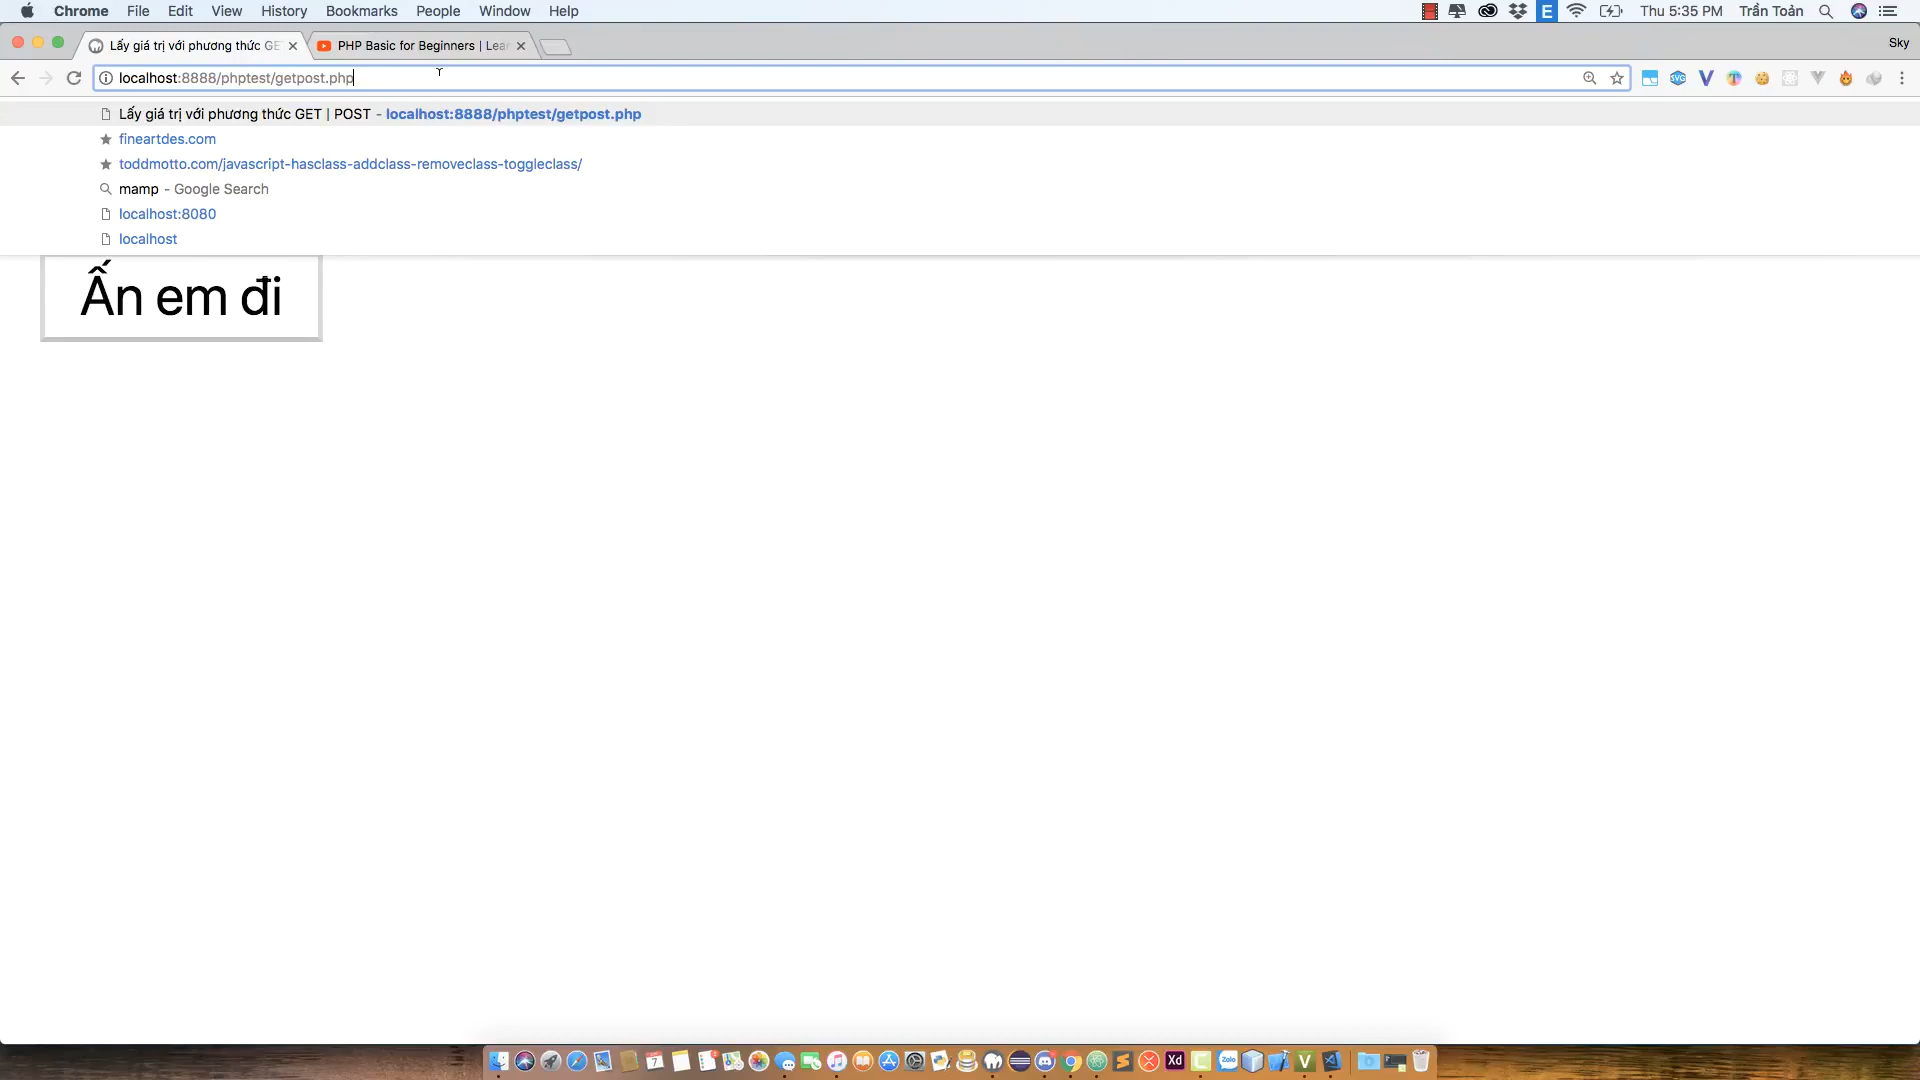 Chrome File Edit View History Bookmarks People Window Help E Thu 5:35 PM Trần Toản
Lấy giá trị với phương thức GE PHP Basic for Beginners | Lear Sky
localhost:8888/phptest/getpost.php
Lấy giá trị với phương thức GET | POST - localhost:8888/phptest/getpost.php
fineartdes.com
toddmotto.com/javascript-hasclass-addclass-removeclass-toggleclass/
mamp - Google Search
localhost:8080
localhost
Ấn em đi